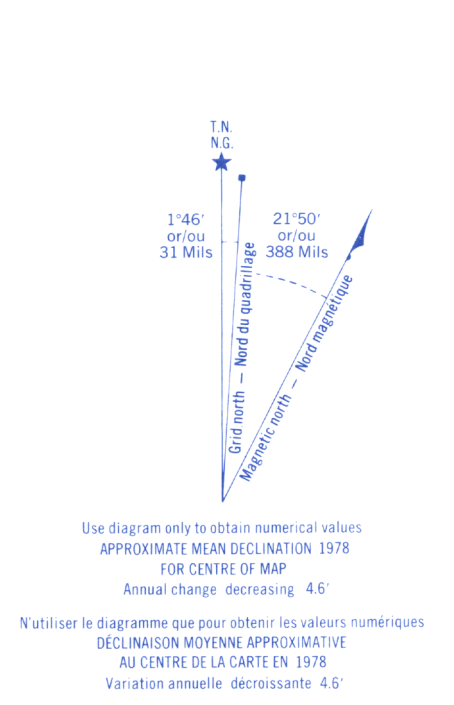 T.N.
N.G.
1°46′
or/ou
31 Mils
21°50′
or/ou
388 Mils
Grid north — Nord du quadrillage
Magnetic north — Nord magnétique
Use diagram only to obtain numerical values
APPROXIMATE MEAN DECLINATION 1978
FOR CENTRE OF MAP
Annual change decreasing 4.6′
N'utiliser le diagramme que pour obtenir les valeurs numériques
DÉCLINAISON MOYENNE APPROXIMATIVE
AU CENTRE DE LA CARTE EN 1978
Variation annuelle décroissante 4.6′